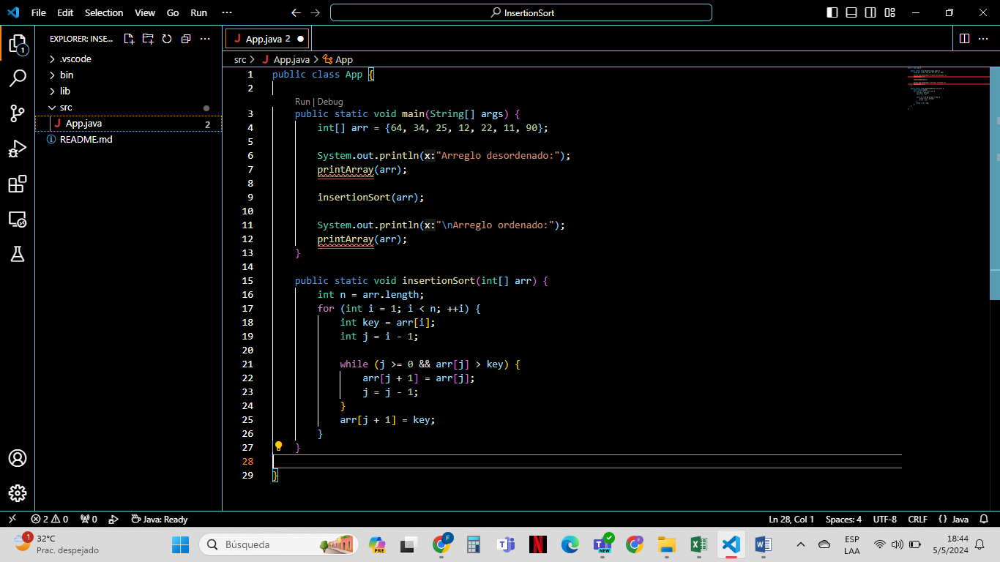 File Edit Selection View Go Run ··· InsertionSort
EXPLORER: INSE...
.vscode
bin
lib
src
App.java 2
README.md
1
App.java 2
src > App.java > App
1 public class App {
2
Run | Debug
3 public static void main(String[] args) {
4 int[] arr = {64, 34, 25, 12, 22, 11, 90};
5
6 System.out.println(x:"Arreglo desordenado:");
7 printArray(arr);
8
9 insertionSort(arr);
10
11 System.out.println(x:"\nArreglo ordenado:");
12 printArray(arr);
13 }
14
15 public static void insertionSort(int[] arr) {
16 int n = arr.length;
17 for (int i = 1; i < n; ++i) {
18 int key = arr[i];
19 int j = i - 1;
20
21 while (j >= 0 && arr[j] > key) {
22 arr[j + 1] = arr[j];
23 j = j - 1;
24 }
25 arr[j + 1] = key;
26 }
27 }
28
29 }
2 0 0 Java: Ready Ln 28, Col 1 Spaces: 4 UTF-8 CRLF {} Java
1
32°C
Prac. despejado
Búsqueda
PRE
F
NEW
ESP
LAA
18:44
5/5/2024